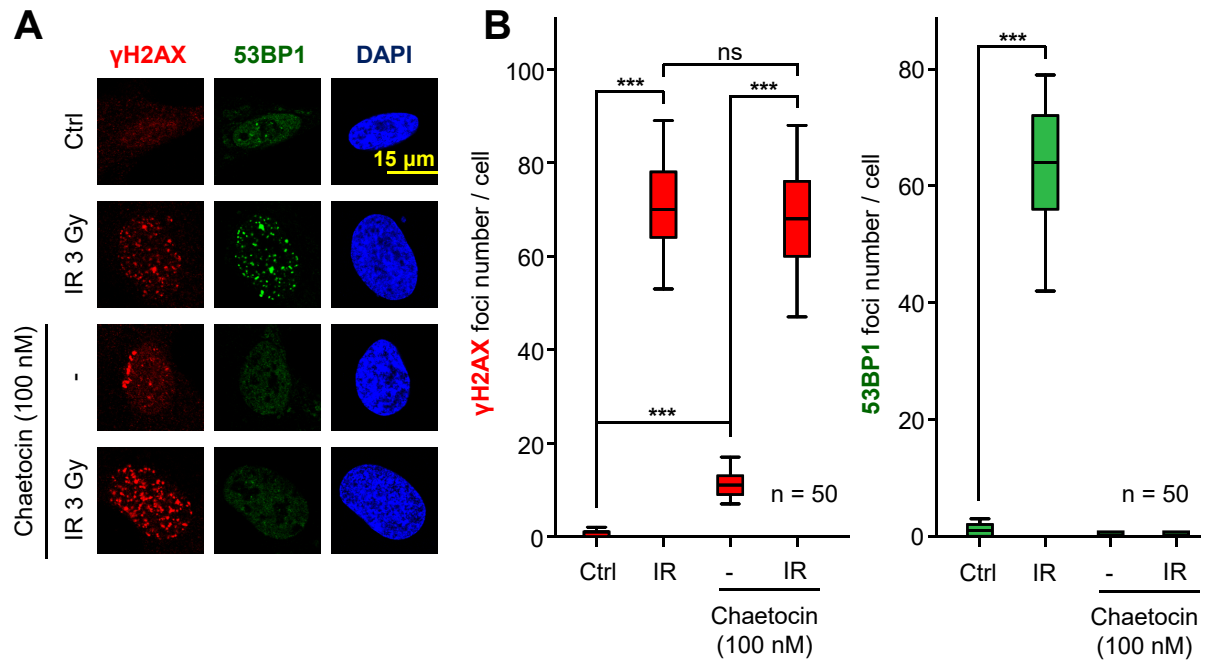 A
γH2AX 53BP1 DAPI
Ctrl
15 μm
IR 3 Gy
Chaetocin (100 nM)
-
IR 3 Gy
B
γH2AX foci number / cell
100
80
60
40
20
0
***
ns
***
***
n = 50
Ctrl IR - IR
Chaetocin
(100 nM)
53BP1 foci number / cell
80
60
40
20
0
***
n = 50
Ctrl IR - IR
Chaetocin
(100 nM)